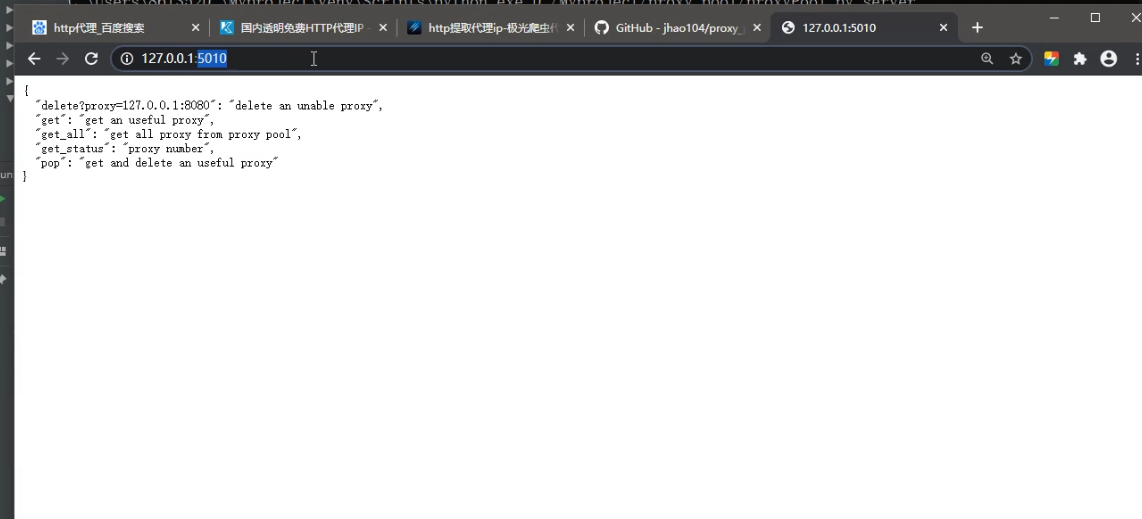 http代理_百度搜索
国内透明免费HTTP代理IP -
http提取代理ip-极光爬虫代
GitHub - jhao104/proxy_
127.0.0.1:5010
127.0.0.1:5010
{
"delete?proxy=127.0.0.1:8080": "delete an unable proxy",
"get": "get an useful proxy",
"get_all": "get all proxy from proxy pool",
"get_status": "proxy number",
"pop": "get and delete an useful proxy"
}
un